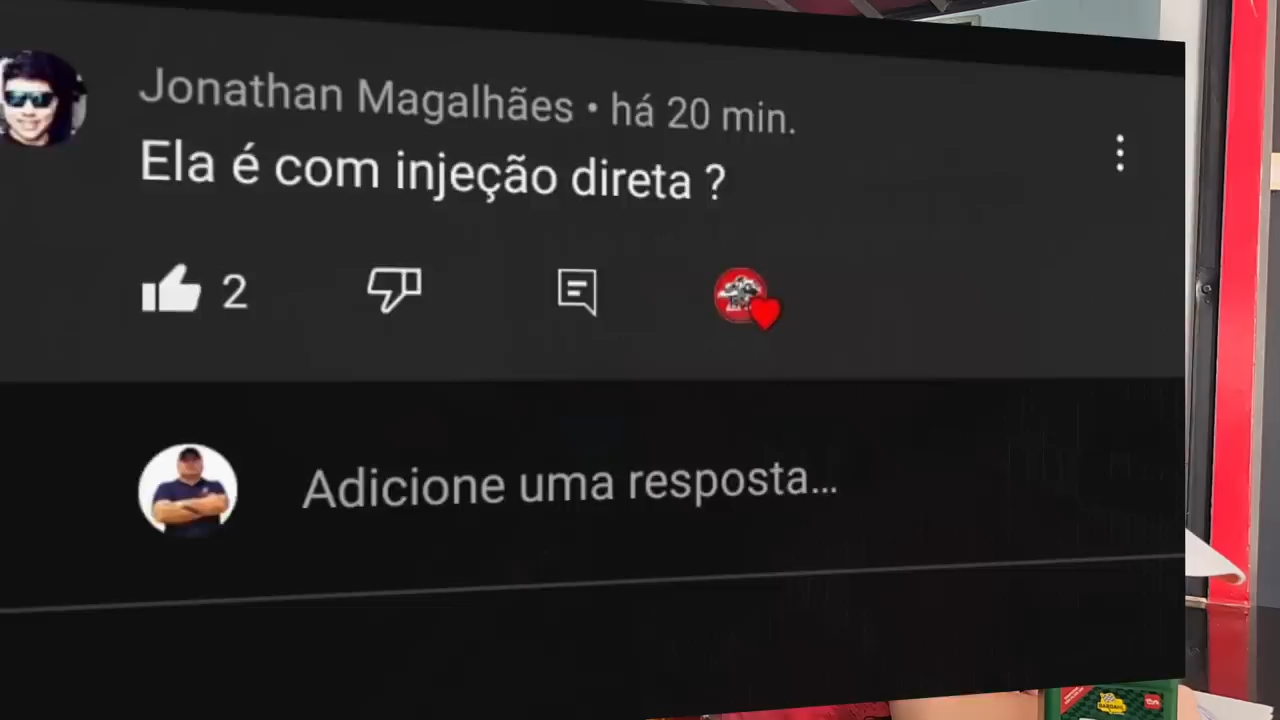 Jonathan Magalhães • há 20 min.
Ela é com injeção direta ?
2
Adicione uma resposta...